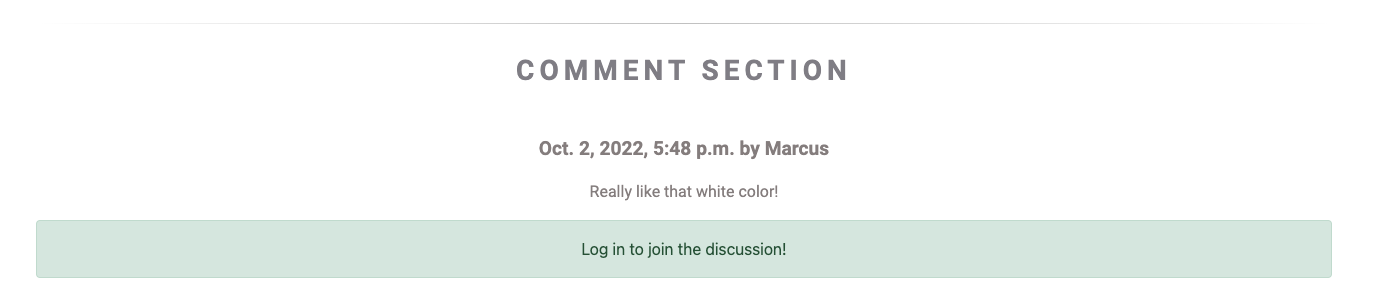 COMMENT SECTION
Oct. 2, 2022, 5:48 p.m. by Marcus
Really like that white color!
Log in to join the discussion!